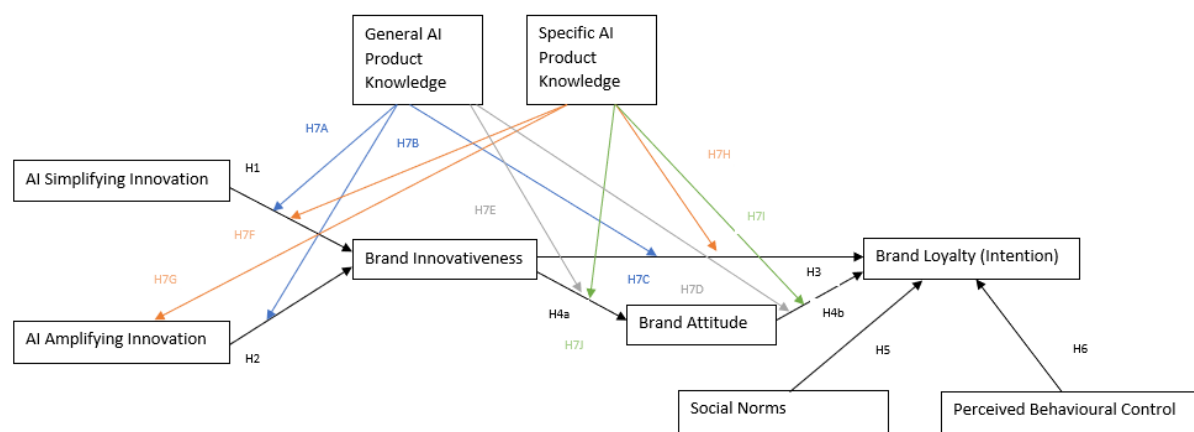 General AI
Product
Knowledge
Specific AI
Product
Knowledge
H7A
H7B
H7H
H1
AI Simplifying Innovation
H7E
H7I
H7F
Brand Innovativeness
Brand Loyalty (Intention)
H7G
H7C
H7D
H3
H4a
Brand Attitude
H4b
AI Amplifying Innovation
H2
H7J
H5
H6
Social Norms
Perceived Behavioural Control